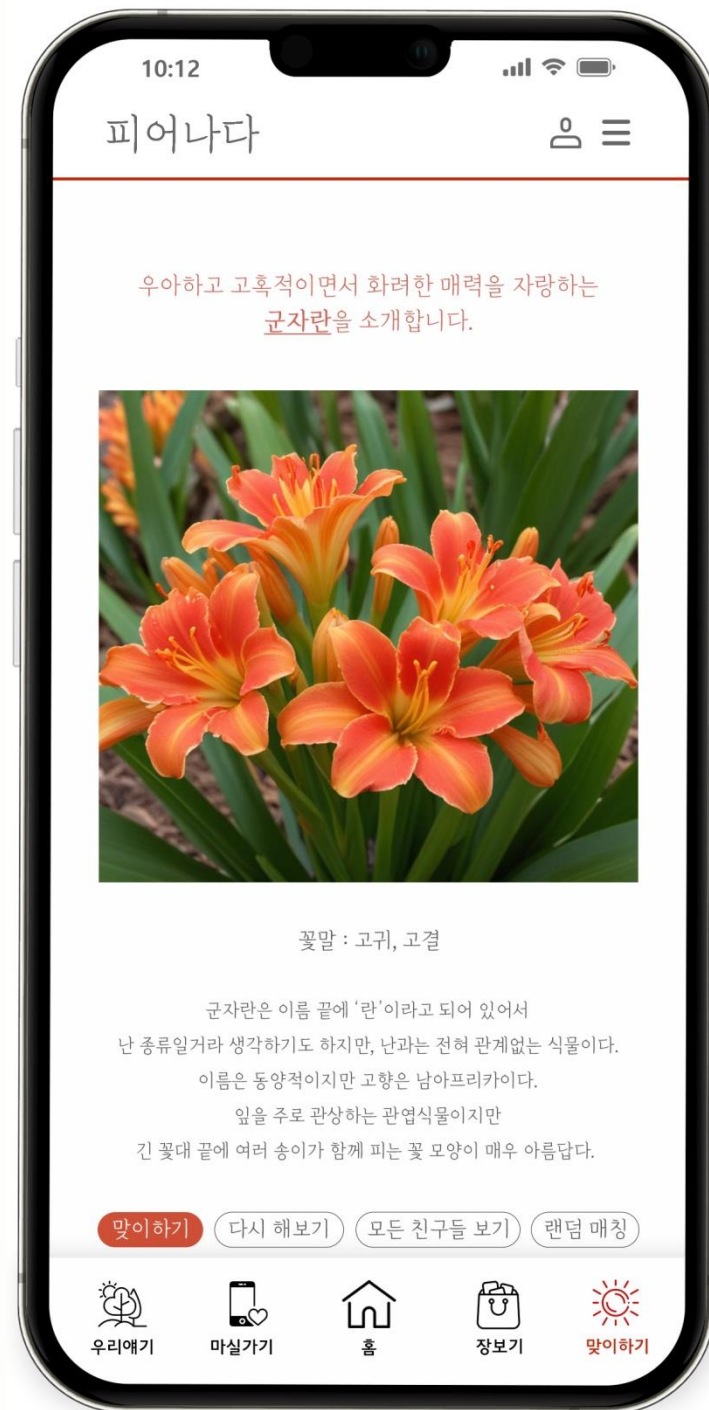 10:12
피어나다
우아하고 고혹적이면서 화려한 매력을 자랑하는
군자란을 소개합니다.
꽃말 : 고귀, 고결
군자란은 이름 끝에 '란'이라고 되어 있어서
난 종류일거라 생각하기도 하지만, 난과는 전혀 관계없는 식물이다.
이름은 동양적이지만 고향은 남아프리카이다.
잎을 주로 관상하는 관엽식물이지만
긴 꽃대 끝에 여러 송이가 함께 피는 꽃 모양이 매우 아름답다.
맞이하기 다시 해보기 모든 친구들 보기 랜덤 매칭
우리얘기 마실가기 홈 장보기 맞이하기